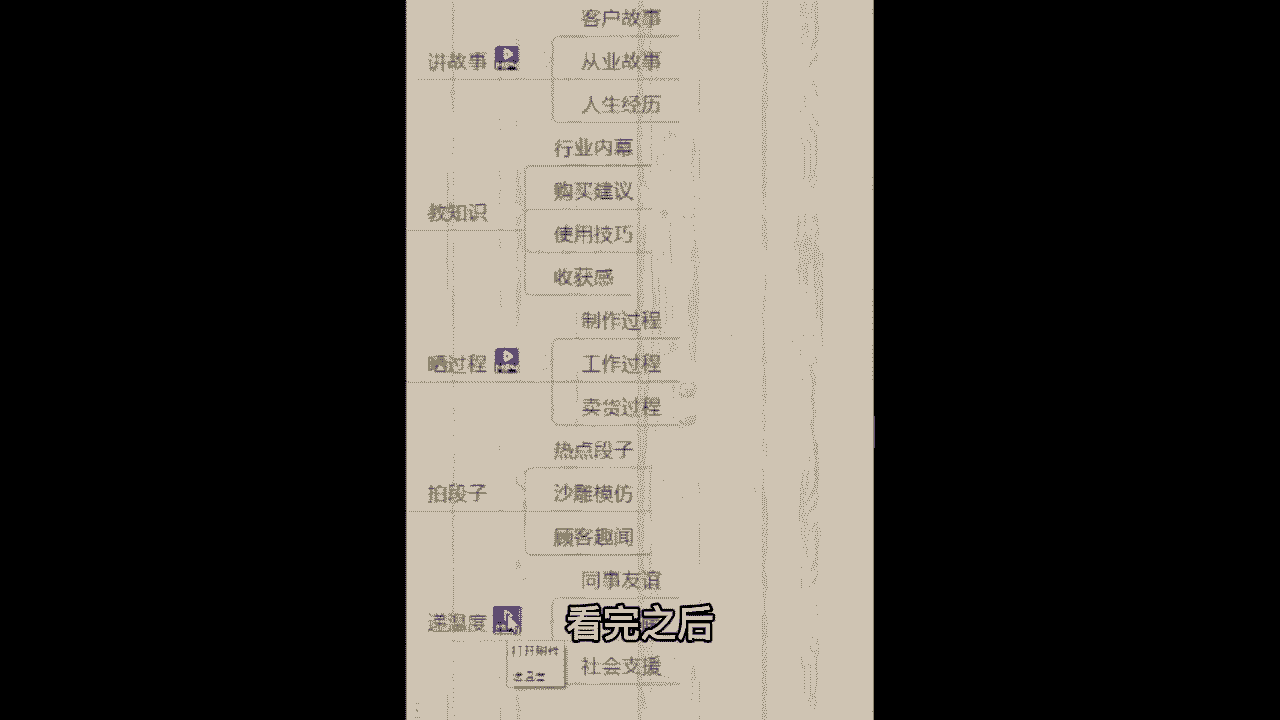 客户故事
讲故事
从业故事
人生经历
行业内幕
购买建议
教知识
使用技巧
收获感
制作过程
晒过程
工作过程
卖货过程
热点段子
拍段子
沙雕模仿
顾客趣闻
同事友谊
递温度
看完之后
打开附件
社会支援